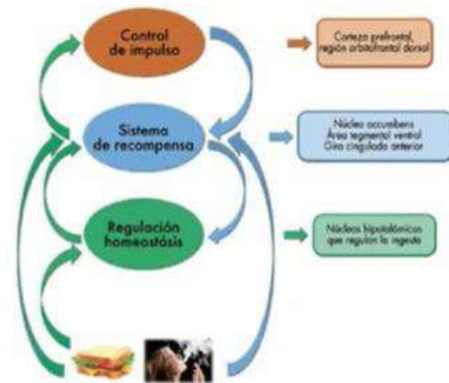 Control
de impulso
Corteza prefrontal,
región orbitofrontal dorsal
Sistema
de recompensa
Núcleo accumbens
Área tegmental ventral
Giro cingulado anterior
Regulación
homeostásis
Núcleos hipotalámicos
que regulan la ingesta